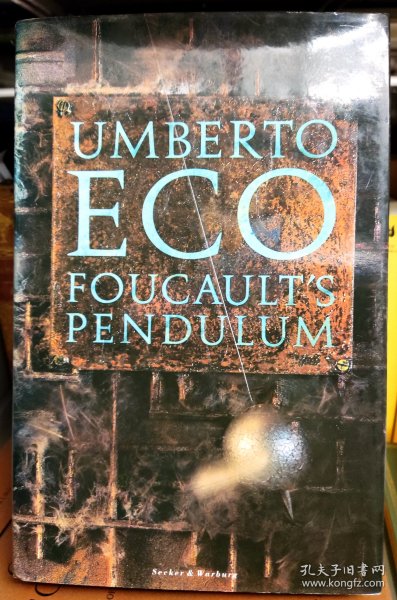 UMBERTO
ECO
FOUCAULT'S
PENDULUM
Secker & Warburg
孔夫子旧书网
www.kongfz.com